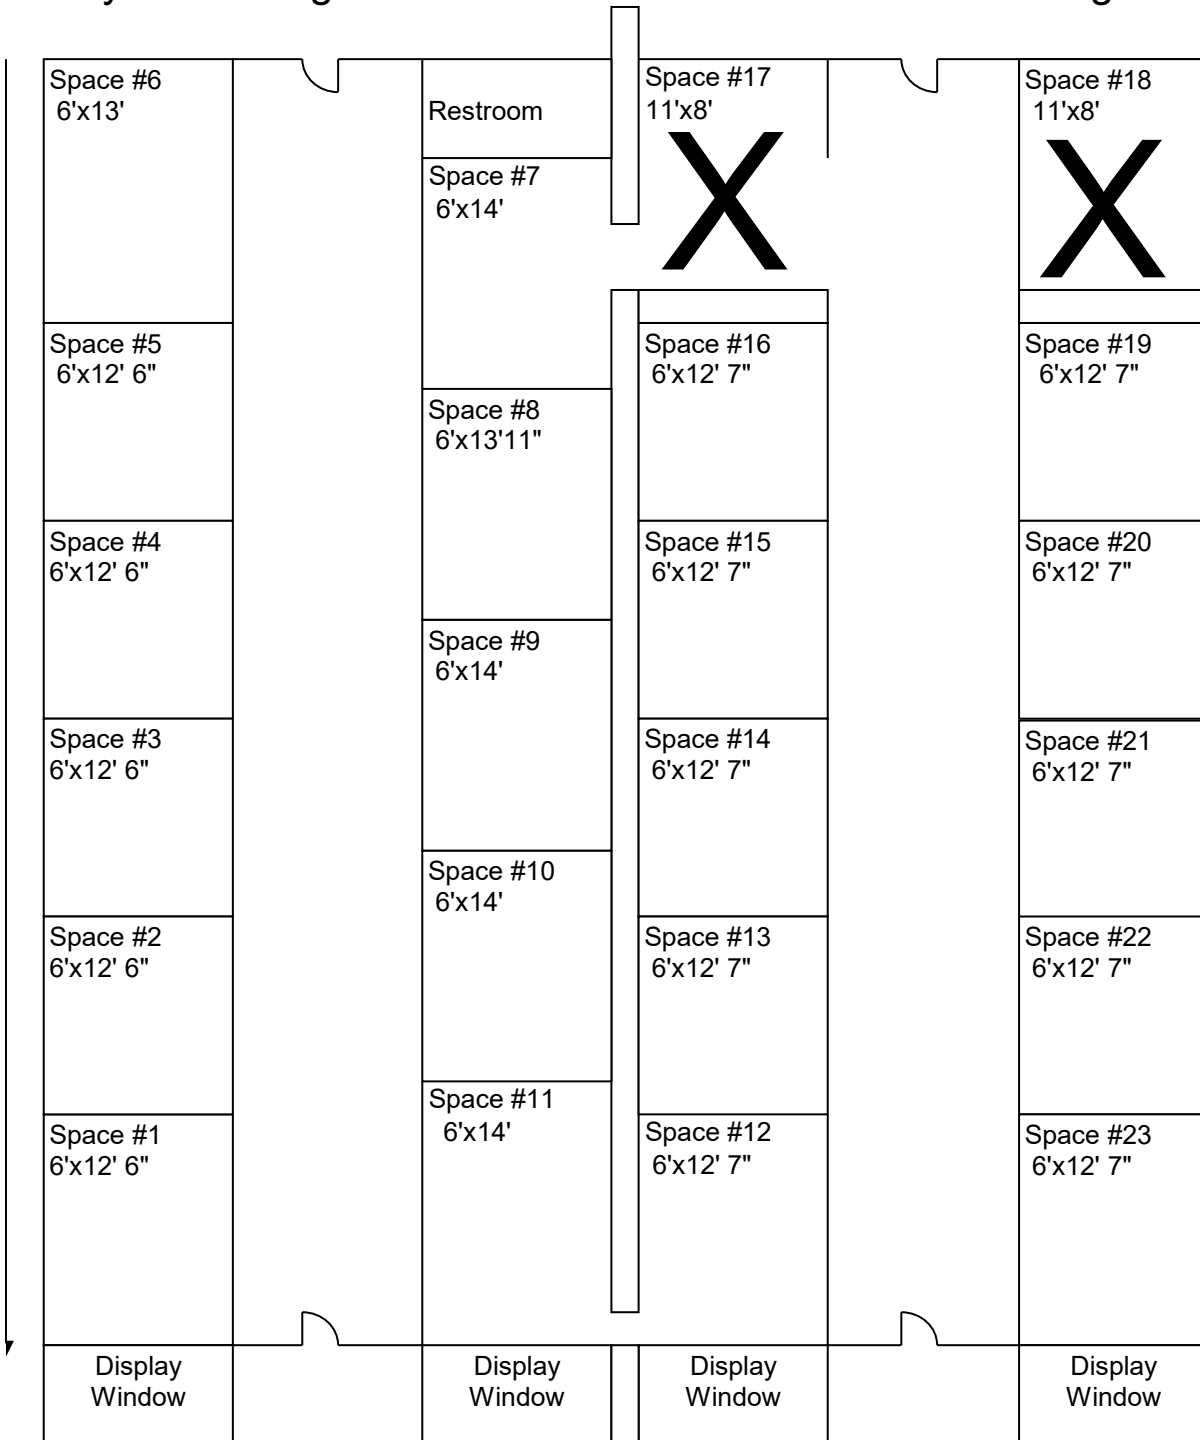 Space #6
6'x13'
Restroom
Space #17
11'x8'
X
Space #18
11'x8'
X
Space #7
6'x14'
Space #5
6'x12' 6"
Space #8
6'x13'11"
Space #16
6'x12' 7"
Space #19
6'x12' 7"
Space #4
6'x12' 6"
Space #9
6'x14'
Space #15
6'x12' 7"
Space #20
6'x12' 7"
Space #3
6'x12' 6"
Space #14
6'x12' 7"
Space #21
6'x12' 7"
Space #10
6'x14'
Space #2
6'x12' 6"
Space #13
6'x12' 7"
Space #22
6'x12' 7"
Space #11
6'x14'
Space #1
6'x12' 6"
Space #12
6'x12' 7"
Space #23
6'x12' 7"
Display
Window
Display
Window
Display
Window
Display
Window